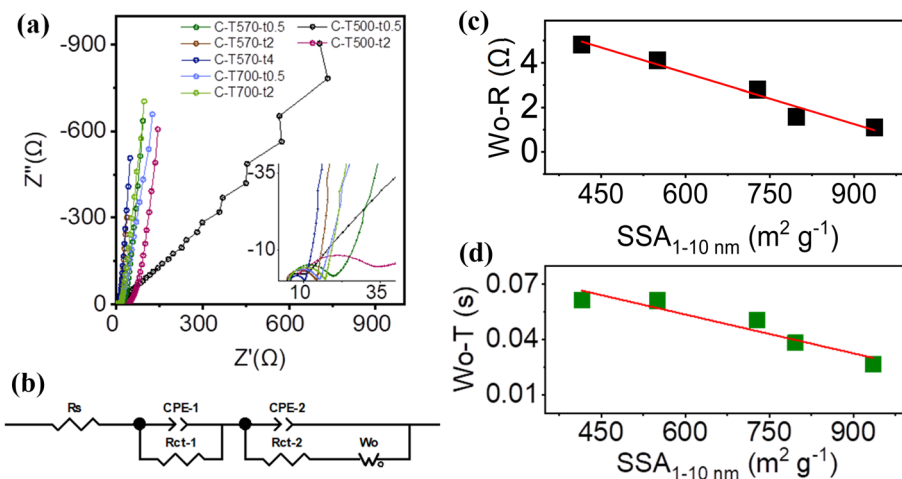 (a)
C-T570-t0.5
C-T570-t2
C-T570-t4
C-T700-t0.5
C-T700-t2
C-T500-t0.5
C-T500-t2
-900
-600
-300
0
Z''(Ω)
0 150 300 450 600 750 900
Z'(Ω)
-35
-10
10 35
(b)
Rs CPE-1 CPE-2
Rct-1 Rct-2 Wo
(c)
4
2
0
Wo-R (Ω)
450 600 750 900
SSA1-10 nm (m² g⁻¹)
(d)
0.07
0.04
0.01
Wo-T (s)
450 600 750 900
SSA1-10 nm (m² g⁻¹)